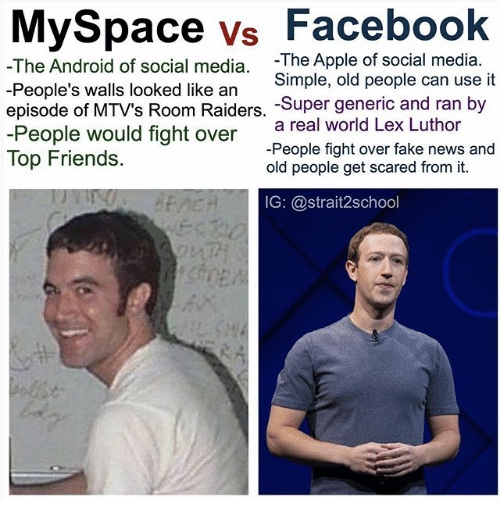 MySpace Vs Facebook
-The Android of social media.
-People's walls looked like an
episode of MTV's Room Raiders.
-People would fight over
Top Friends.
-The Apple of social media.
Simple, old people can use it
-Super generic and ran by
a real world Lex Luthor
-People fight over fake news and
old people get scared from it.
IG: @strait2school
BEACH